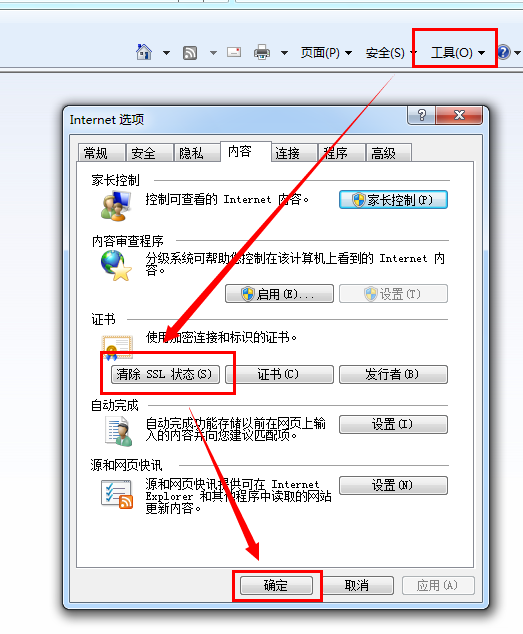 页面(P) 安全(S) 工具(O)
Internet 选项
常规 安全 隐私 内容 连接 程序 高级
家长控制
控制可查看的 Internet 内容。
家长控制(P)
内容审查程序
分级系统可帮助您控制在该计算机上看到的 Internet 内
容。
启用(E)... 设置(T)
证书
使用加密连接和标识的证书。
清除 SSL 状态(S) 证书(C) 发行者(B)
自动完成
自动完成功能存储以前在网页上输
入的内容并向您建议匹配项。
设置(I)
源和网页快讯
源和网页快讯提供可在 Internet
Explorer 和其他程序中读取的网站
更新内容。
设置(N)
确定 取消 应用(A)